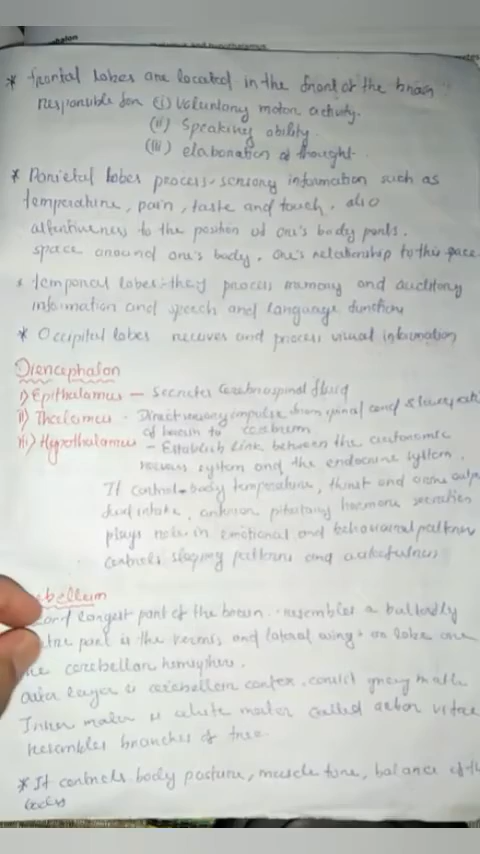 * frontal lobes are located in the front of the brain
Responsible for (i) voluntary motor activity.
(ii) Speaking ability.
(iii) elaboration of thought.
* Parietal lobes process sensory information such as
temperature, pain, taste and touch. also
attentiveness to the position of one's body parts.
space around one's body, one's relationship to this space
* temporal lobes:- they process memory and auditory
information and speech and language functions
* Occipital lobes receives and process visual information
Diencephalon
i) Epithalamus — Secretes cerebrospinal fluid
ii) Thalamus - Direct sensory impulse from spinal cord &
of brain to cerebrum
iii) Hypothalamus - Establish Link between the autonomic
nervous system and the endocrine system.
It controls body temperature, thirst and urine output
food intake, anterior pituitary hormone secretion
plays role in emotional and behavioural patterns
controls sleeping patterns and wakefulness
ebellum
cond largest part of the brain. resembles a butterfly
part is the vermis, and lateral wings or lobe are
cerebellar hemisphere.
outer layer is cerebellum cortex. consist grey matter
Inner matter is white matter called arbor vitae
Resembles branches of tree.
* It controls body posture, muscle tone, balance of the
body